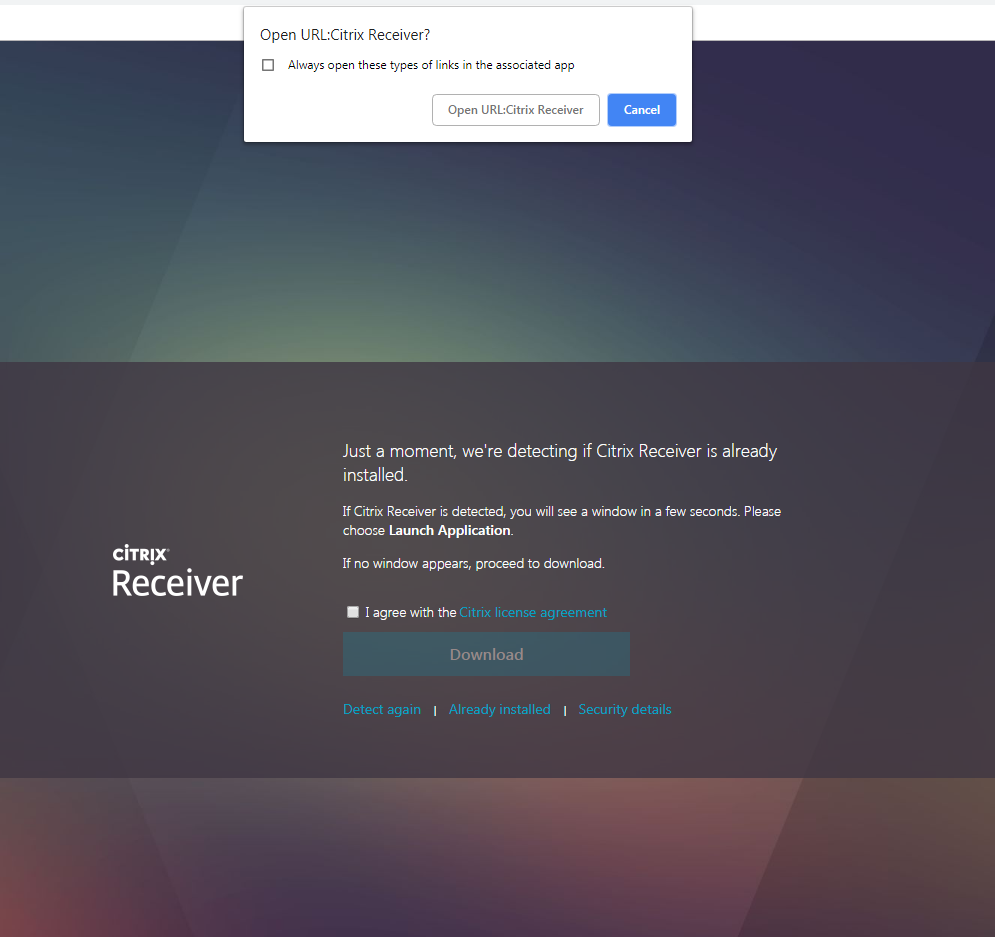 Open URL:Citrix Receiver?
Always open these types of links in the associated app
Open URL:Citrix Receiver Cancel
Just a moment, we're detecting if Citrix Receiver is already
installed.
If Citrix Receiver is detected, you will see a window in a few seconds. Please
choose Launch Application.
If no window appears, proceed to download.
CİTRIX®
Receiver
I agree with the Citrix license agreement
Download
Detect again | Already installed | Security details